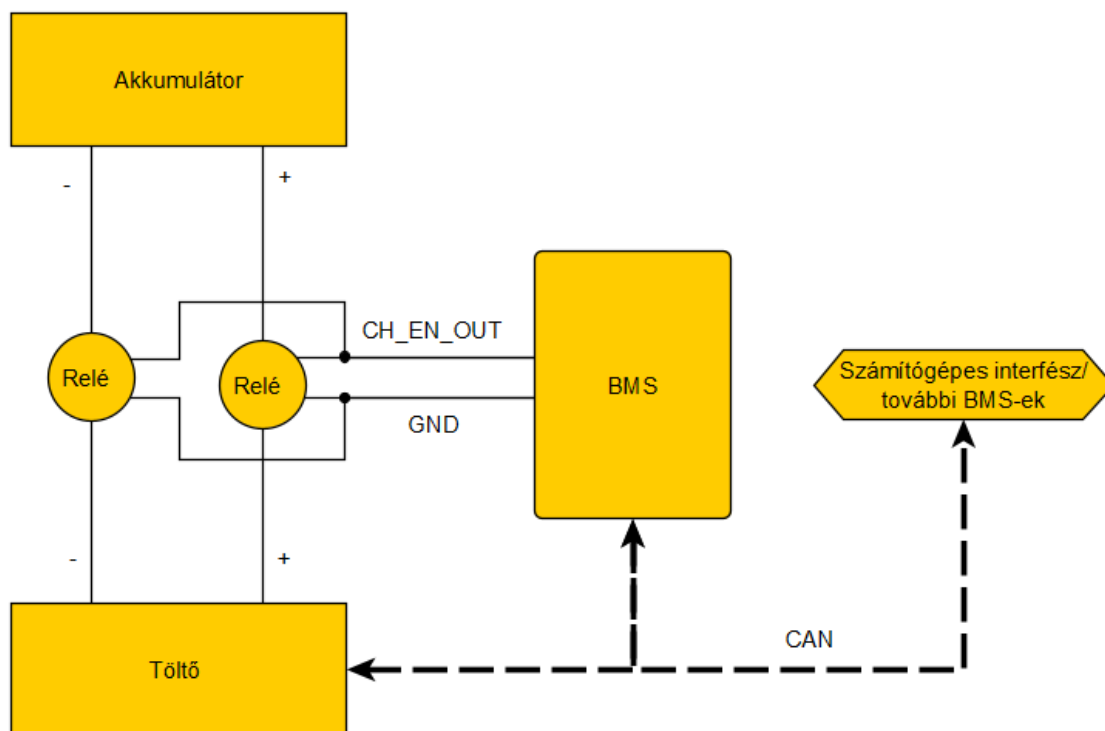 Akkumulátor
-
+
CH_EN_OUT
Relé
Relé
BMS
Számítógépes interfész/
további BMS-ek
GND
-
+
CAN
Töltő